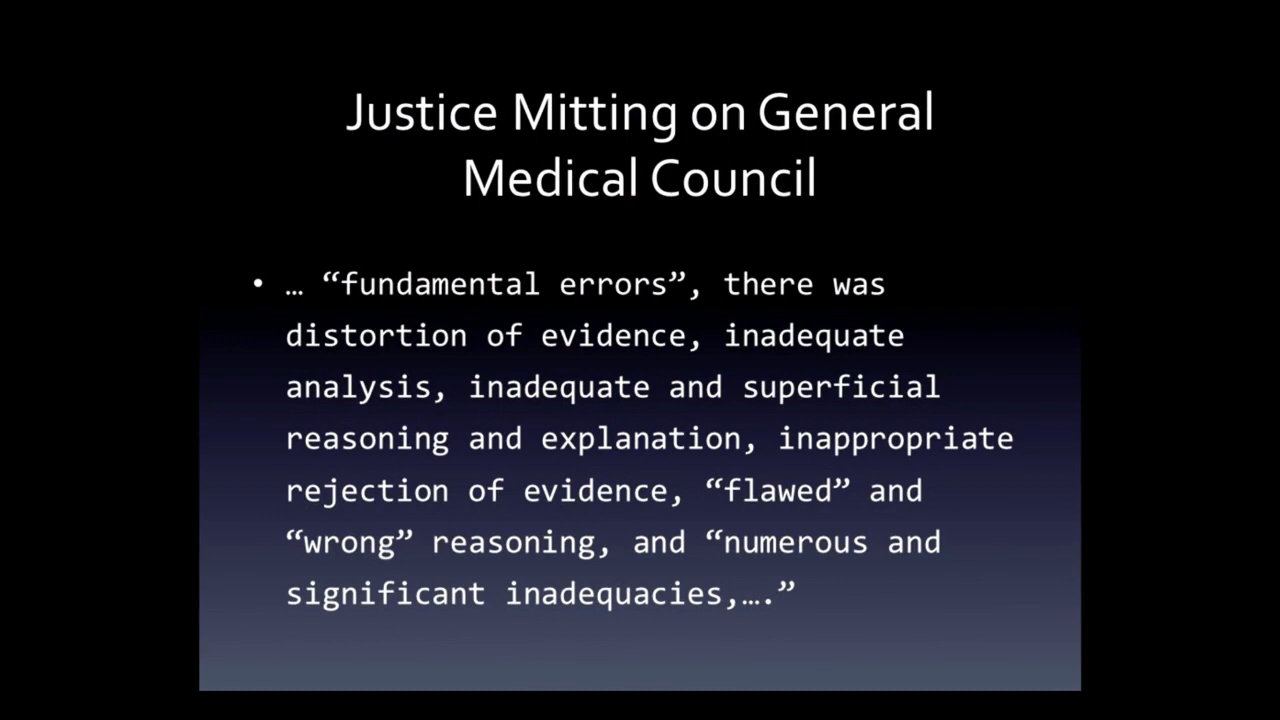 Justice Mitting on General
Medical Council
• … “fundamental errors”, there was
distortion of evidence, inadequate
analysis, inadequate and superficial
reasoning and explanation, inappropriate
rejection of evidence, “flawed” and
“wrong” reasoning, and “numerous and
significant inadequacies,….”